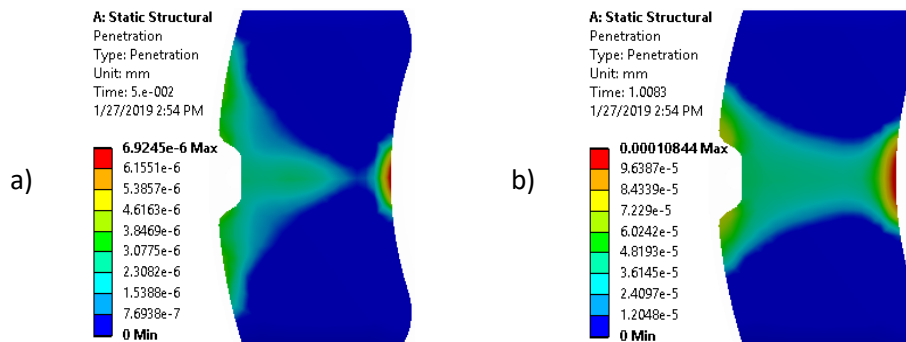 a)
A: Static Structural
Penetration
Type: Penetration
Unit: mm
Time: 5.e-002
1/27/2019 2:54 PM
6.9245e-6 Max
6.1551e-6
5.3857e-6
4.6163e-6
3.8469e-6
3.0775e-6
2.3082e-6
1.5388e-6
7.6938e-7
0 Min
b)
A: Static Structural
Penetration
Type: Penetration
Unit: mm
Time: 1.0083
1/27/2019 2:54 PM
0.00010844 Max
9.6387e-5
8.4339e-5
7.229e-5
6.0242e-5
4.8193e-5
3.6145e-5
2.4097e-5
1.2048e-5
0 Min